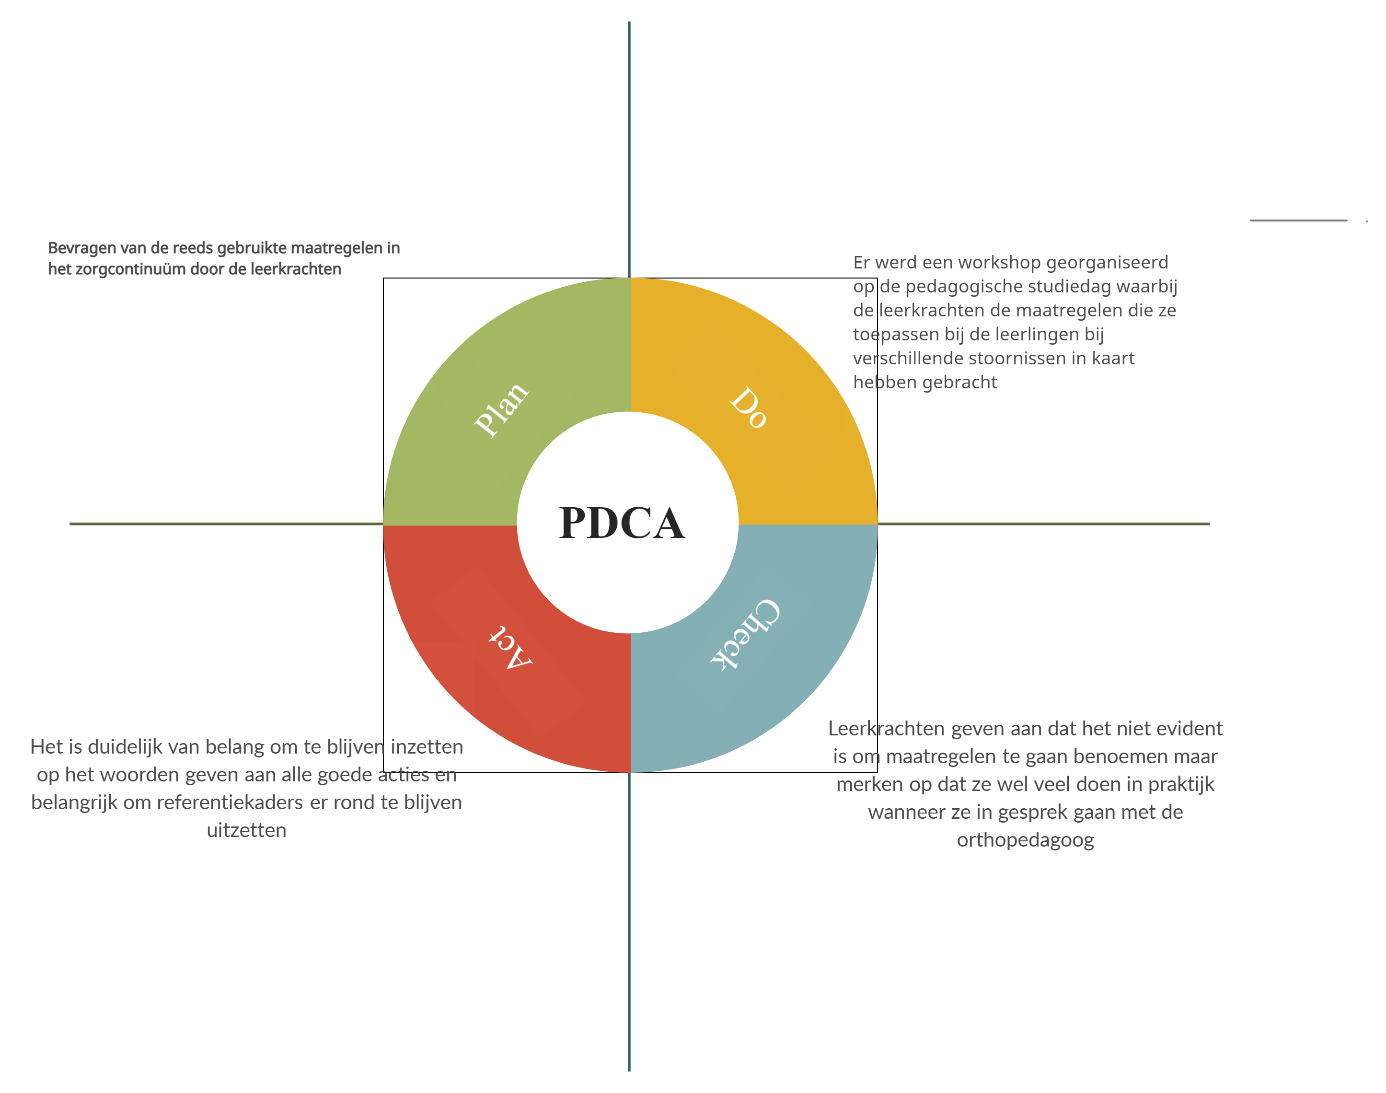 Bevragen van de reeds gebruikte maatregelen in
het zorgcontinuüm door de leerkrachten
Er werd een workshop georganiseerd
op de pedagogische studiedag waarbij
de leerkrachten de maatregelen die ze
toepassen bij de leerlingen bij
verschillende stoornissen in kaart
hebben gebracht
Plan
Do
PDCA
Act
Check
Het is duidelijk van belang om te blijven inzetten
op het woorden geven aan alle goede acties en
belangrijk om referentiekaders er rond te blijven
uitzetten
Leerkrachten geven aan dat het niet evident
is om maatregelen te gaan benoemen maar
merken op dat ze wel veel doen in praktijk
wanneer ze in gesprek gaan met de
orthopedagoog